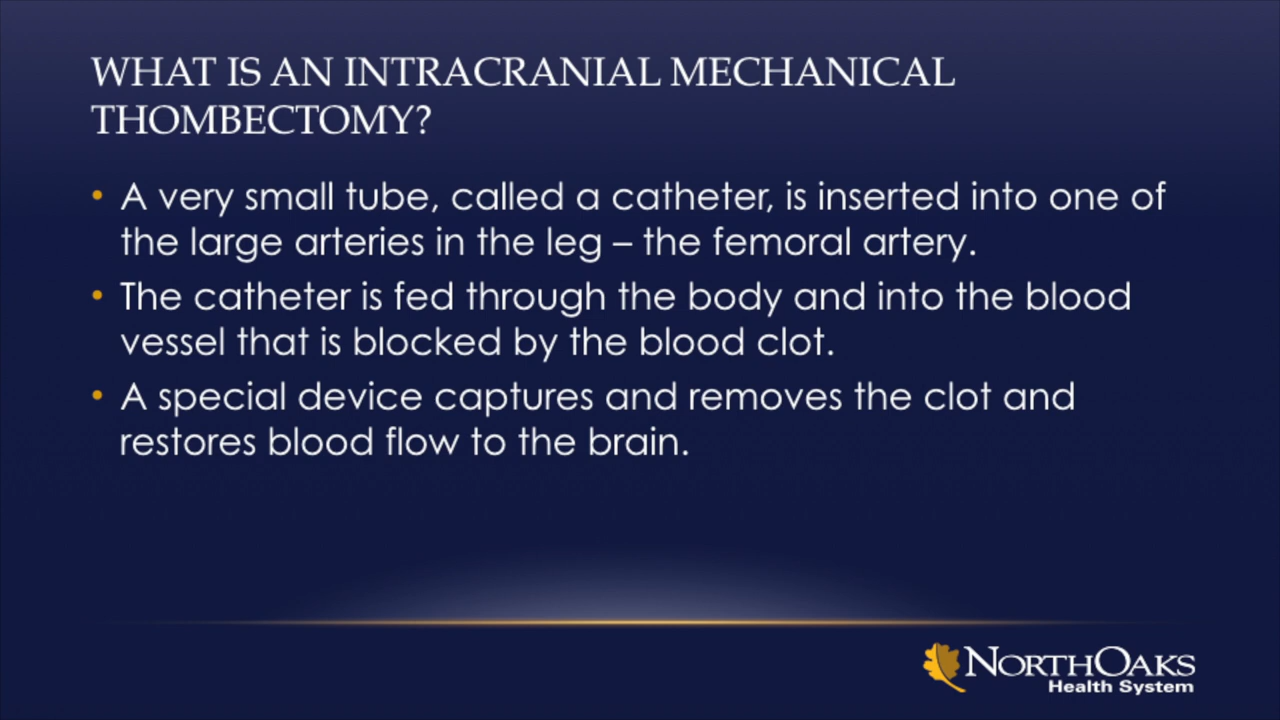 WHAT IS AN INTRACRANIAL MECHANICAL
THOMBECTOMY?
• A very small tube, called a catheter, is inserted into one of
the large arteries in the leg – the femoral artery.
• The catheter is fed through the body and into the blood
vessel that is blocked by the blood clot.
• A special device captures and removes the clot and
restores blood flow to the brain.
NORTHOAKS
Health System